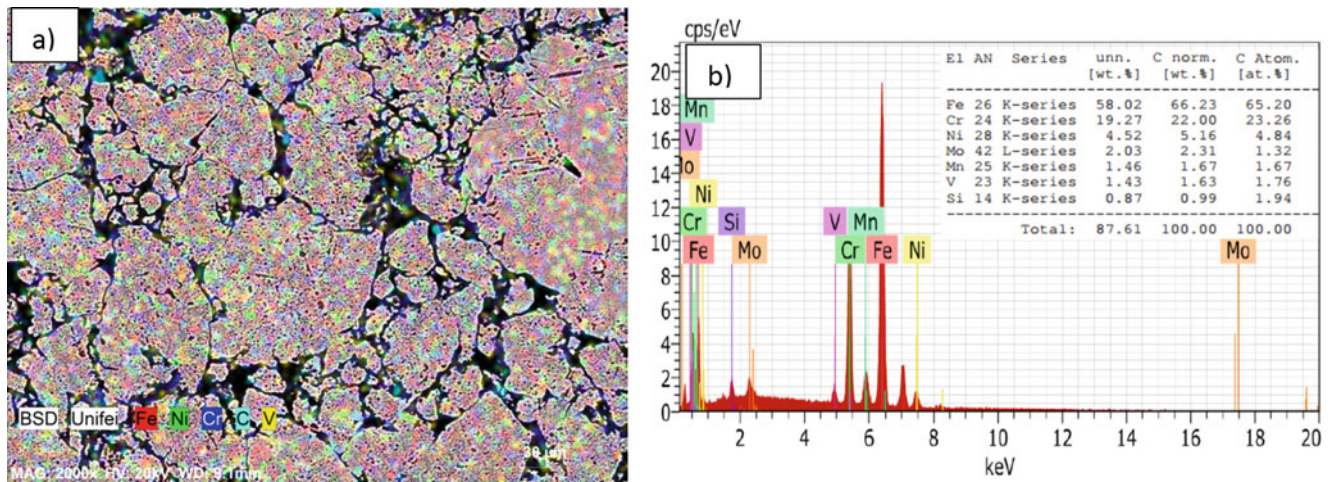 a)
BSD Unifei Fe Ni Cr C V
MAG: 2000x HV: 20kV WD: 9.1mm
b)
cps/eV
El AN Series unn. C norm. C Atom.
[wt.%] [wt.%] [at.%]
Fe 26 K-series 58.02 66.23 65.20
Cr 24 K-series 19.27 22.00 23.26
Ni 28 K-series 4.52 5.16 4.84
Mo 42 L-series 2.03 2.31 1.32
Mn 25 K-series 1.46 1.67 1.67
V 23 K-series 1.43 1.63 1.76
Si 14 K-series 0.87 0.99 1.94
Total: 87.61 100.00 100.00
20
18
16
14
12
10
8
6
4
2
0
Mn
V
Ni
Cr Si V Mn
Fe Mo Cr Fe Ni Mo
2 4 6 8 10 12 14 16 18 20
keV